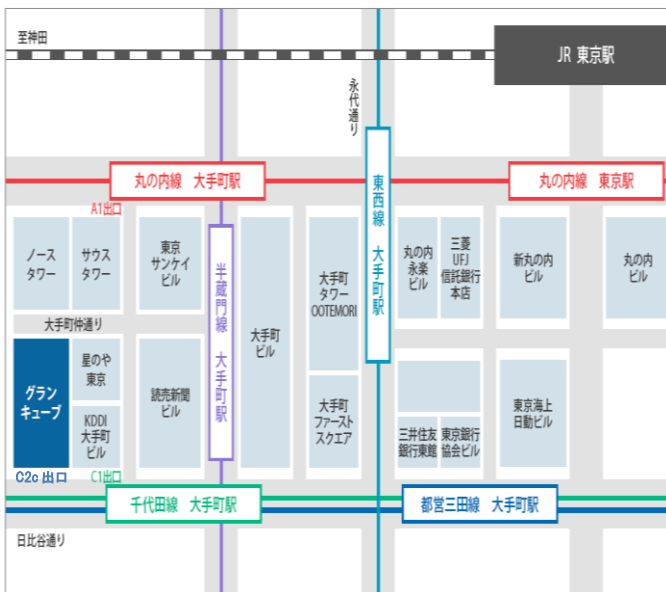 至神田
JR 東京駅
永代通り
丸の内線 大手町駅
丸の内線 東京駅
東西線 大手町駅
A1出口
半蔵門線 大手町駅
ノース
タワー
サウス
タワー
東京
サンケイ
ビル
大手町
ビル
大手町
タワー
OOTEMORI
丸の内
永楽
ビル
三菱
UFJ
信託銀行
本店
新丸の内
ビル
丸の内
ビル
大手町仲通り
グラン
キューブ
星のや
東京
KDDI
大手町
ビル
読売新聞
ビル
大手町
ファースト
スクエア
三井住友
銀行東館
東京銀行
協会ビル
東京海上
日動ビル
C2c 出口
C1出口
千代田線 大手町駅
都営三田線 大手町駅
日比谷通り